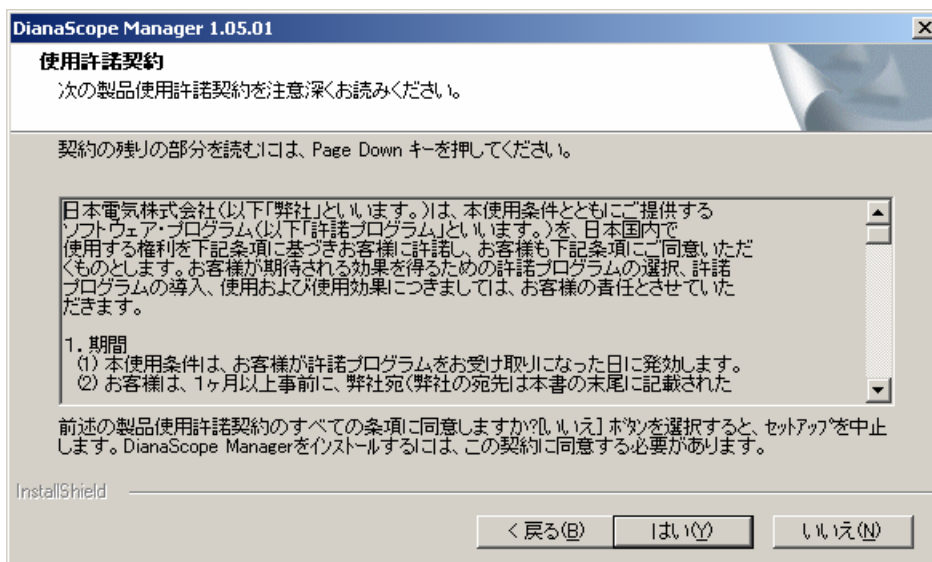 DianaScope Manager 1.05.01
使用許諾契約
次の製品使用許諾契約を注意深くお読みください。
契約の残りの部分を読むには、Page Down キーを押してください。
日本電気株式会社(以下「弊社」といいます。)は、本使用条件とともにご提供する
ソフトウェア・プログラム(以下「許諾プログラム」といいます。)を、日本国内で
使用する権利を下記条項に基づきお客様に許諾し、お客様も下記条項にご同意いただ
くものとします。お客様が期待される効果を得るための許諾プログラムの選択、許諾
プログラムの導入、使用および使用効果につきましては、お客様の責任とさせていた
だきます。
1. 期間
(1) 本使用条件は、お客様が許諾プログラムをお受け取りになった日に発効します。
(2) お客様は、1ヶ月以上事前に、弊社宛(弊社の宛先は本書の末尾に記載された
前述の製品使用許諾契約のすべての条項に同意しますか?[いいえ] ボタンを選択すると、セットアップを中止
します。DianaScope Managerをインストールするには、この契約に同意する必要があります。
InstallShield
< 戻る(B) はい(Y) いいえ(N)